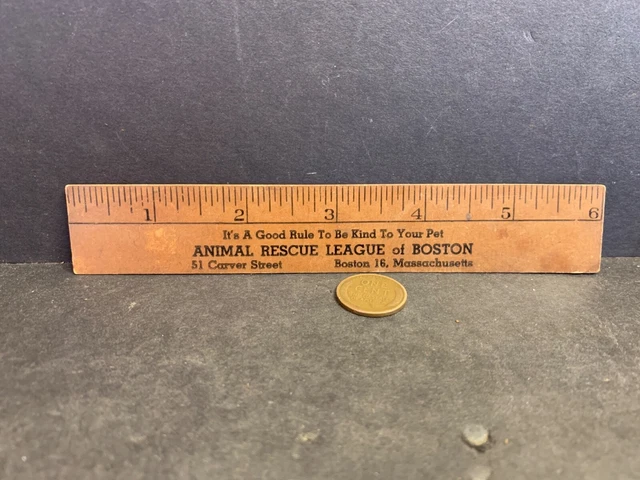 1 2 3 4 5 6
It's A Good Rule To Be Kind To Your Pet
ANIMAL RESCUE LEAGUE of BOSTON
51 Carver Street Boston 16, Massachusetts